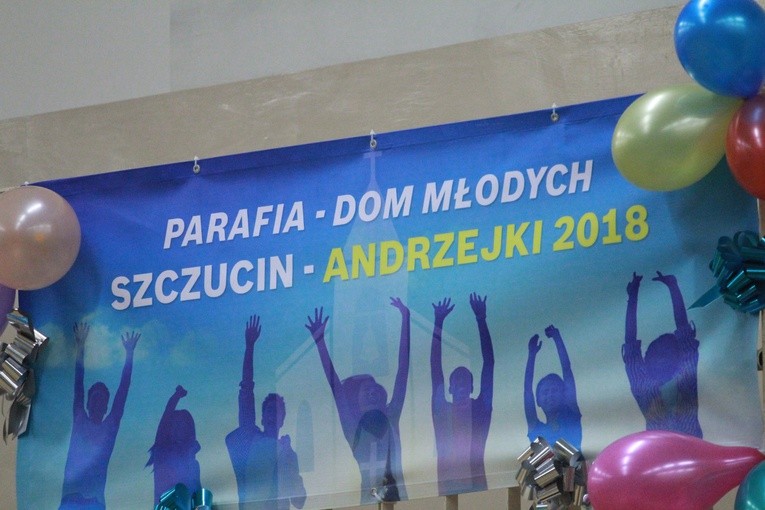 PARAFIA - DOM MŁODYCH
SZCZUCIN - ANDRZEJKI 2018